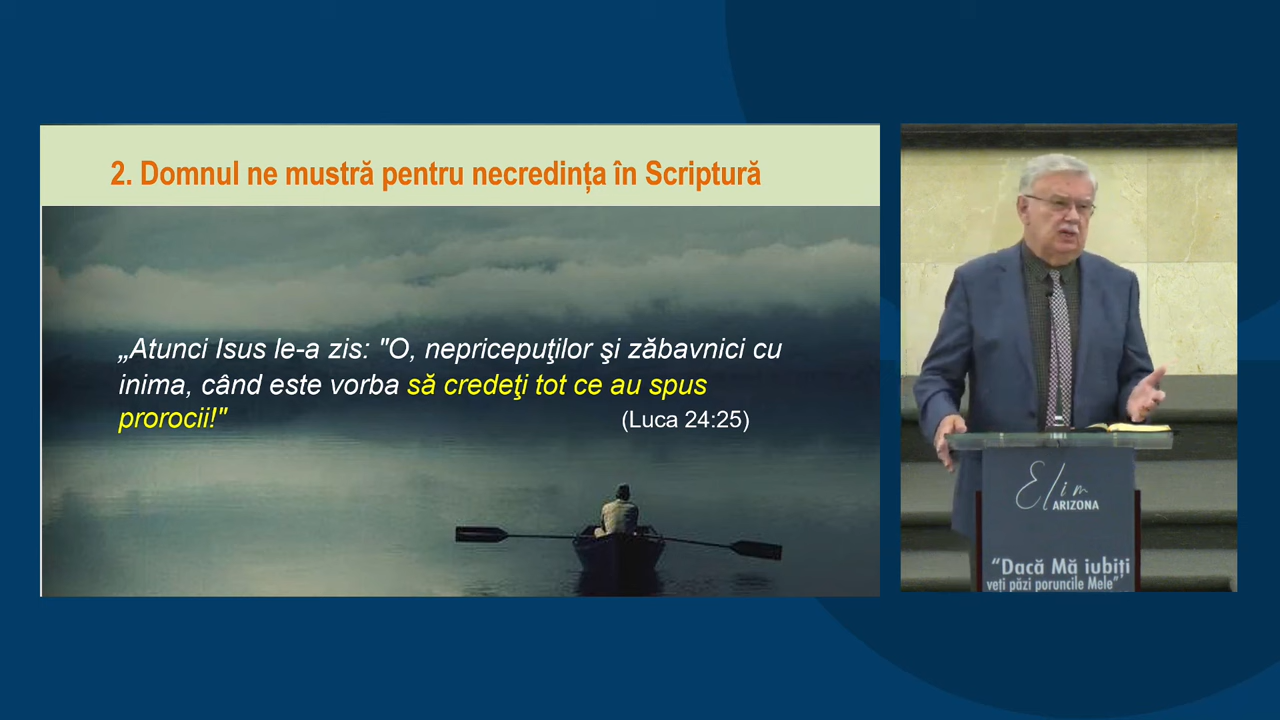 2. Domnul ne mustră pentru necredința în Scriptură
„Atunci Isus le-a zis: "O, nepricepuţilor şi zăbavnici cu
inima, când este vorba să credeţi tot ce au spus
prorocii!"
(Luca 24:25)
Elim
ARIZONA
“Dacă Mă iubiți
veți păzi poruncile Mele”